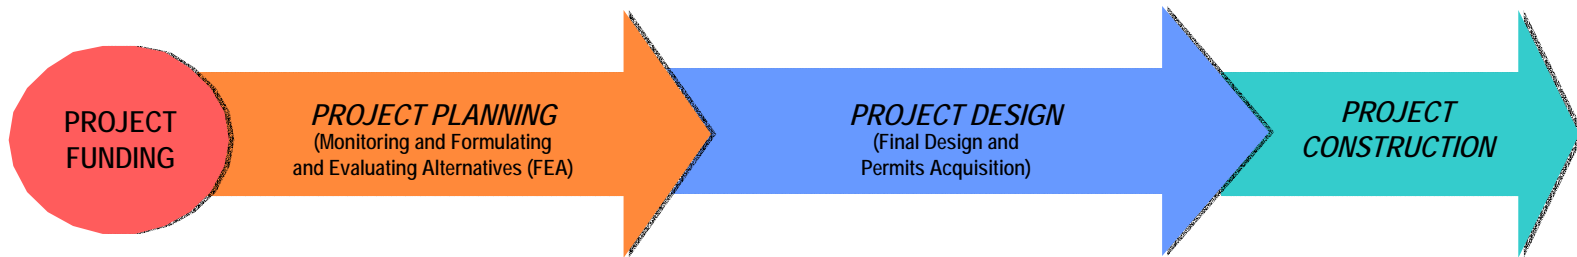 PROJECT
FUNDING
PROJECT PLANNING
(Monitoring and Formulating
and Evaluating Alternatives (FEA)
PROJECT DESIGN
(Final Design and
Permits Acquisition)
PROJECT
CONSTRUCTION